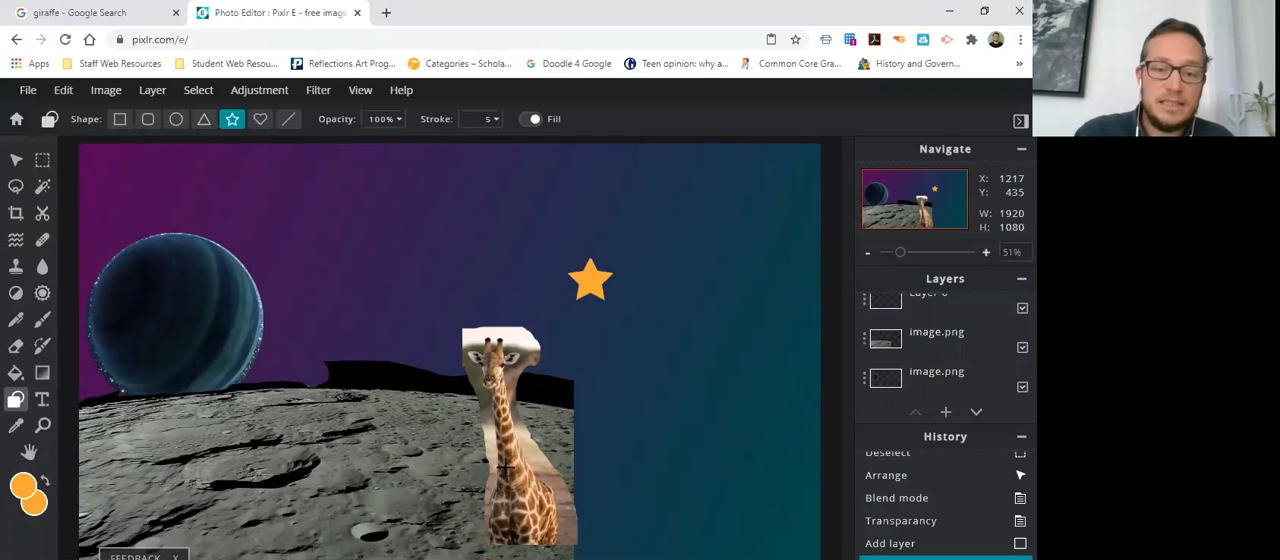 giraffe - Google Search
Photo Editor : Pixlr E - free image
pixlr.com/e/
Apps
Staff Web Resources
Student Web Resou...
Reflections Art Prog...
Categories – Schola...
Doodle 4 Google
Teen opinion: why a...
Common Core Gra...
History and Govern...
File Edit Image Layer Select Adjustment Filter View Help
Shape: Opacity: 100% Stroke: 5 Fill
Navigate
X: 1217
Y: 435
W: 1920
H: 1080
51%
Layers
image.png
image.png
History
Deselect
Arrange
Blend mode
Transparancy
Add layer
FEEDBACK X